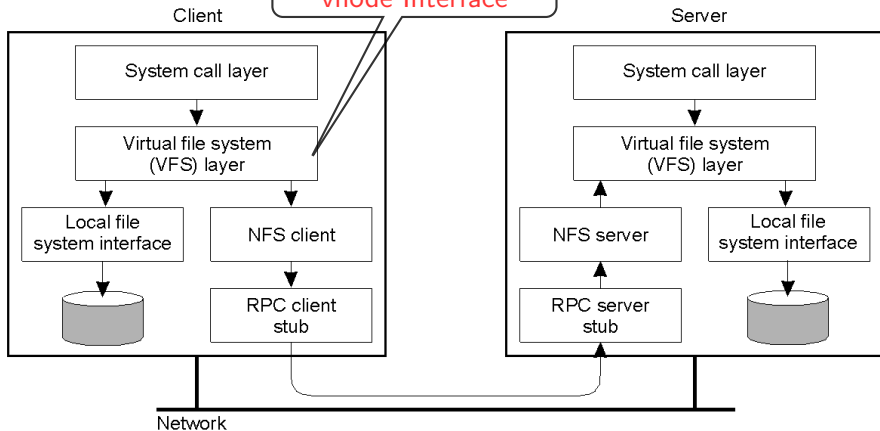 vnode interface
Client
Server
System call layer
System call layer
Virtual file system
(VFS) layer
Virtual file system
(VFS) layer
Local file
system interface
NFS client
NFS server
Local file
system interface
RPC client
stub
RPC server
stub
Network